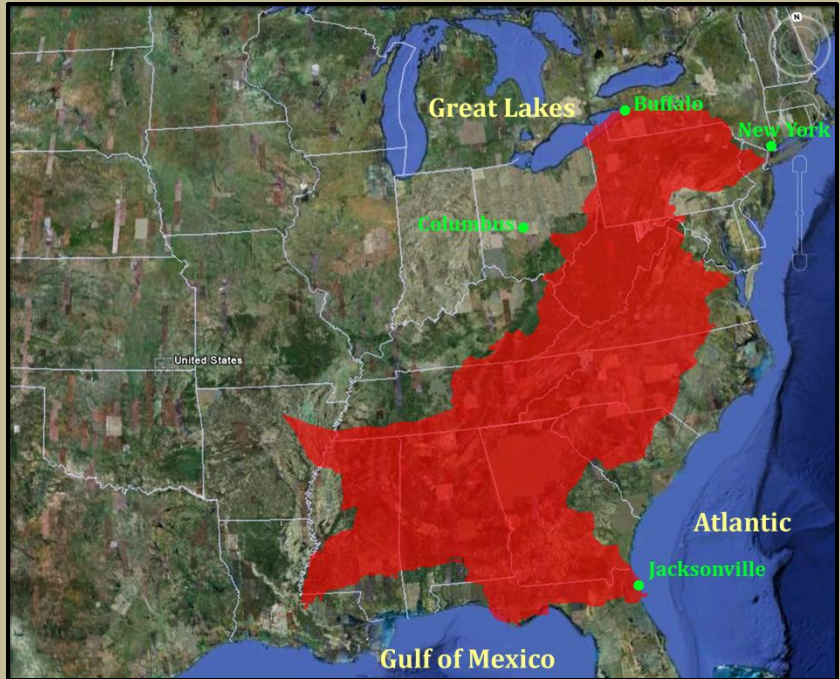 N
Buffalo
Great Lakes
New York
Columbus
United States
Atlantic
Jacksonville
Gulf of Mexico